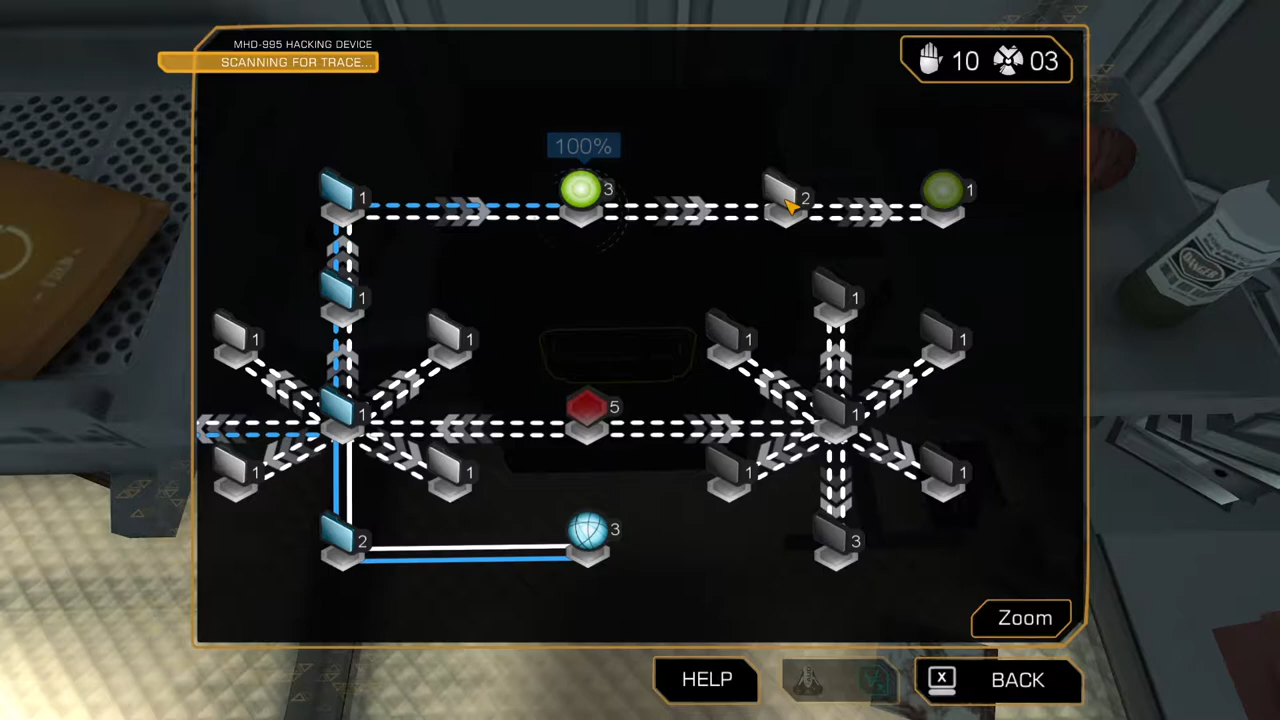 MHD-995 HACKING DEVICE
SCANNING FOR TRACE...
10 03
100%
1 3 2 1
1 1
1 1 1 1
1 5 1
1 1 1 1
2 3 3
DANGER
Zoom
HELP
X BACK